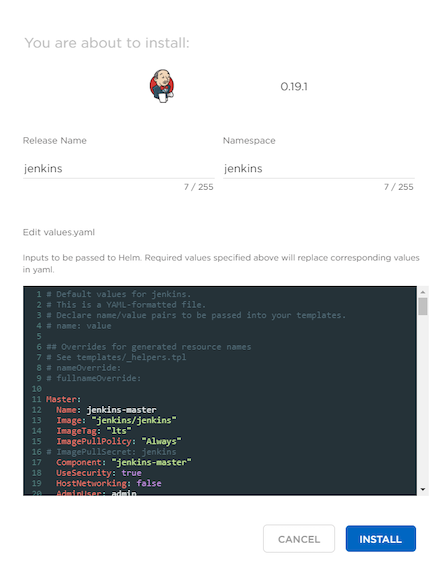 You are about to install:
0.19.1
Release Name
Namespace
jenkins
jenkins
7 / 255
7 / 255
Edit values.yaml
Inputs to be passed to Helm. Required values specified above will replace corresponding values
in yaml.
1 # Default values for jenkins.
2 # This is a YAML-formatted file.
3 # Declare name/value pairs to be passed into your templates.
4 # name: value
5
6 ## Overrides for generated resource names
7 # See templates/_helpers.tpl
8 # nameOverride:
9 # fullnameOverride:
10
11 Master:
12 Name: jenkins-master
13 Image: "jenkins/jenkins"
14 ImageTag: "lts"
15 ImagePullPolicy: "Always"
16 # ImagePullSecret: jenkins
17 Component: "jenkins-master"
18 UseSecurity: true
19 HostNetworking: false
20 AdminUser: admin
CANCEL
INSTALL